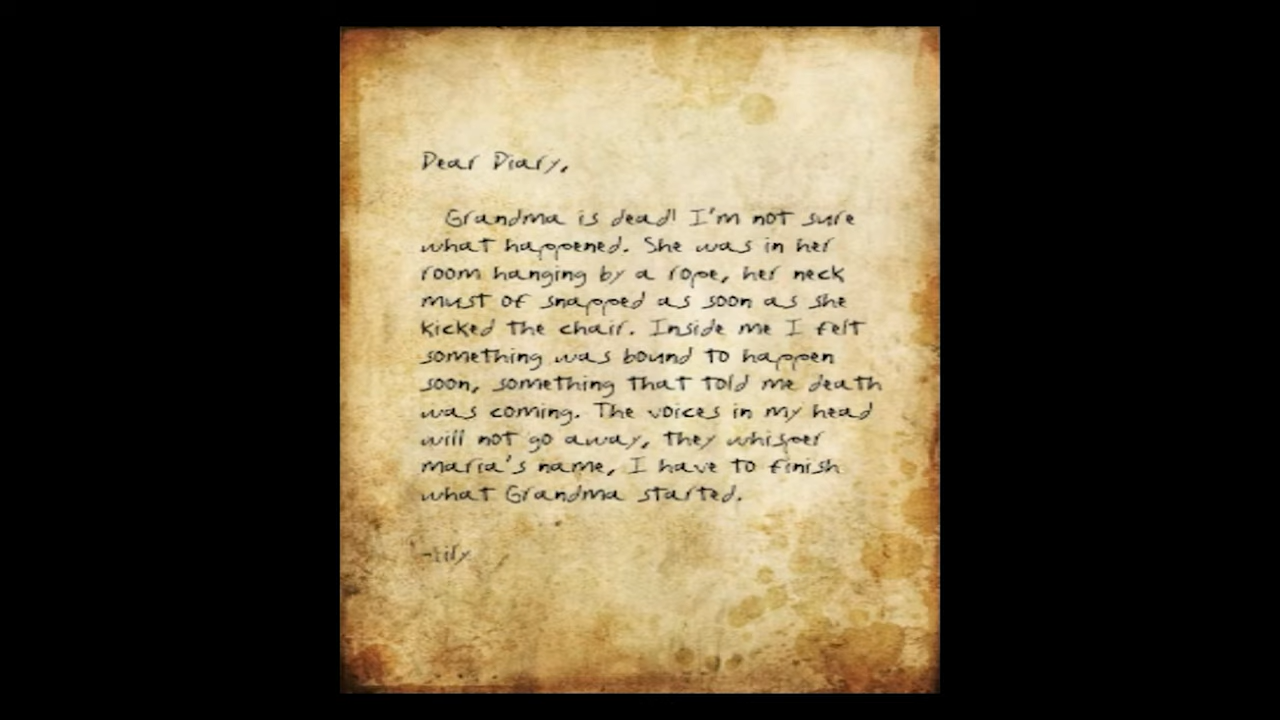 Dear Diary,
Grandma is dead! I'm not sure
what happened. She was in her
room hanging by a rope, her neck
must of snapped as soon as she
kicked the chair. Inside me I felt
something was bound to happen
soon, something that told me death
was coming. The voices in my head
will not go away, they whisper
maria's name, I have to finish
what Grandma started.
-Lily